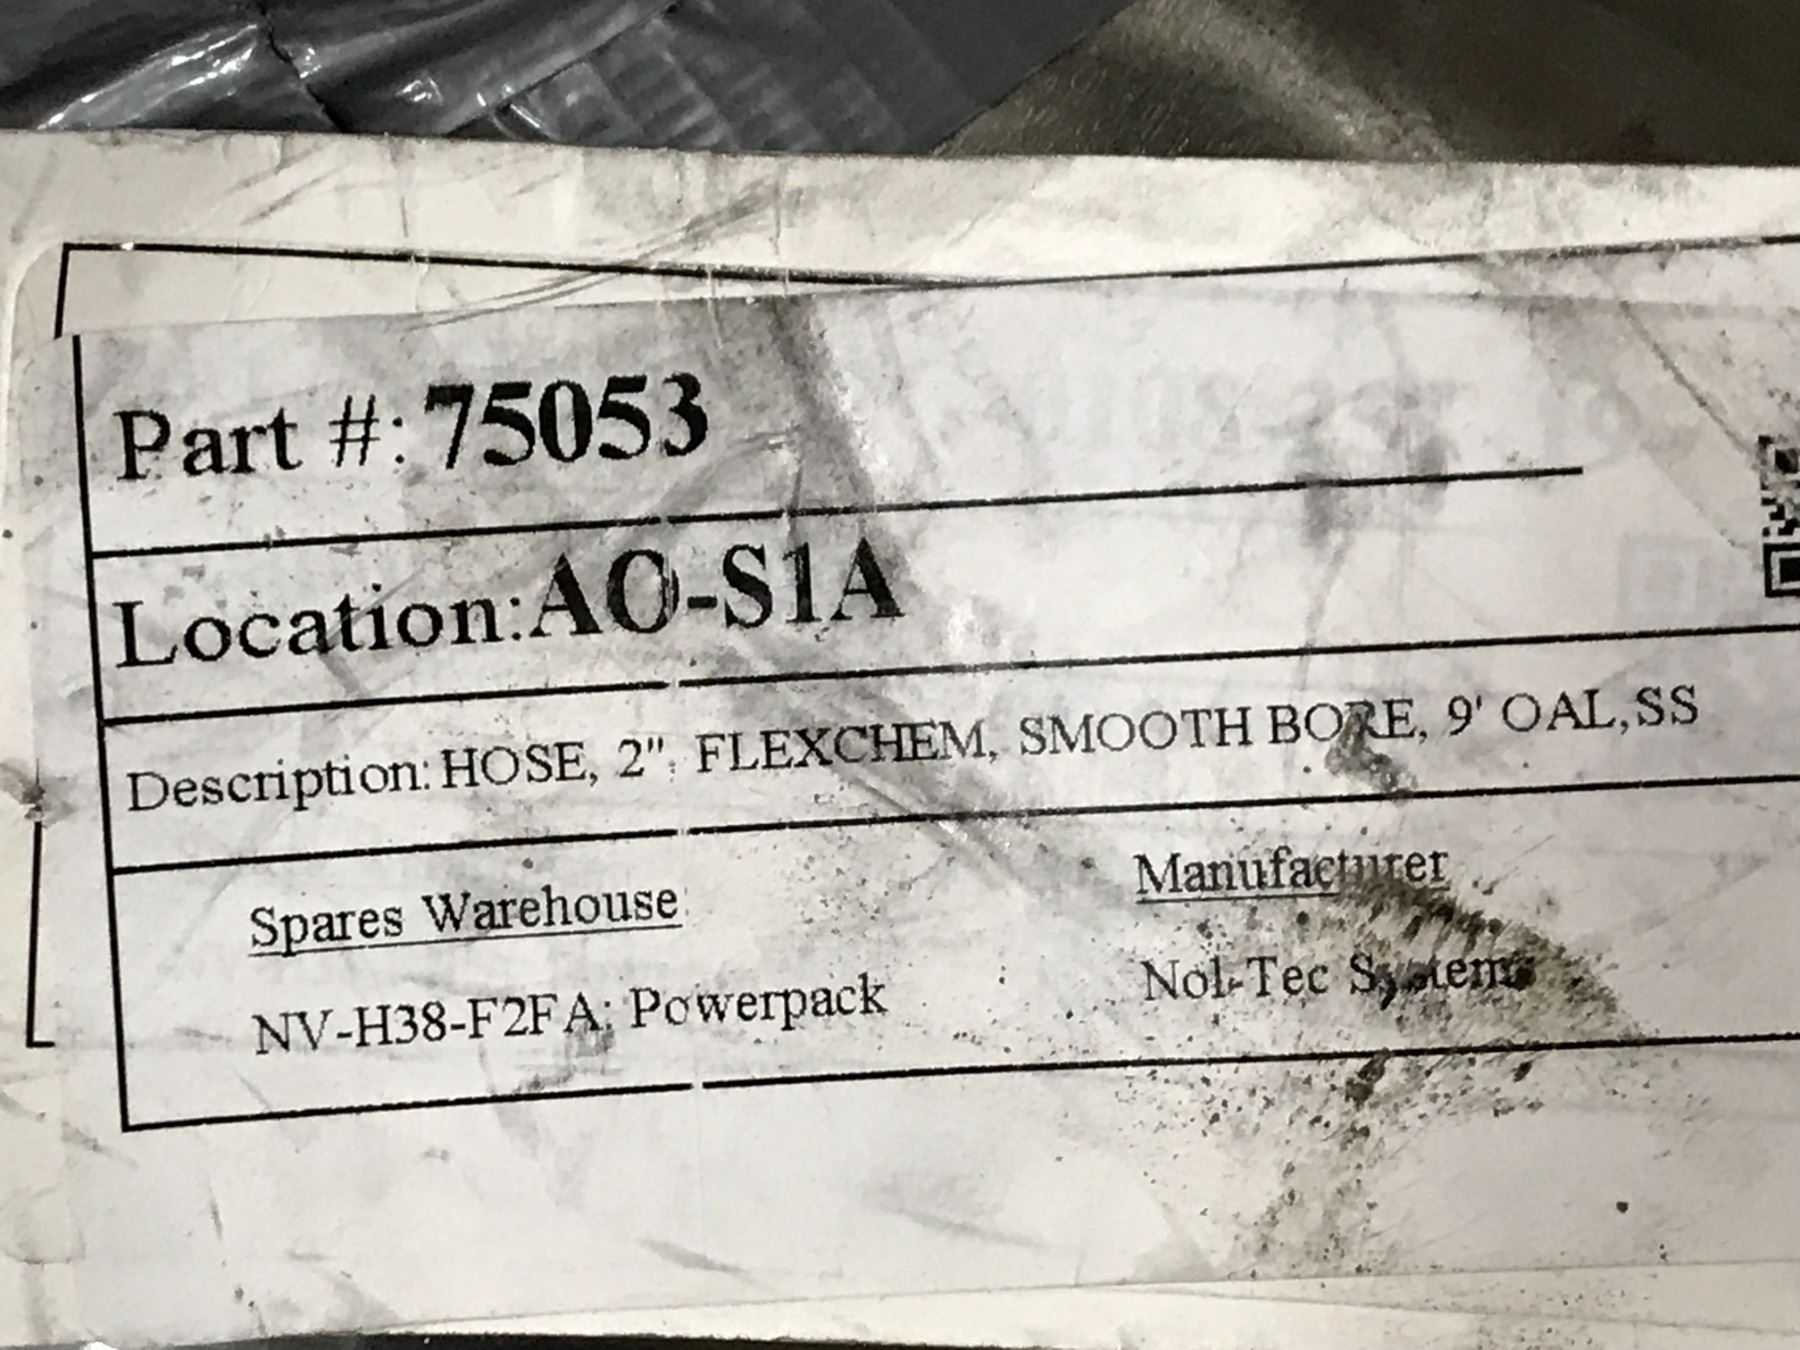 Part #: 75053
Location: AO-S1A
Description: HOSE, 2", FLEXCHEM, SMOOTH BORE, 9' OAL,SS
Spares Warehouse
Manufacturer
NV-H38-F2FA: Powerpack
Nol-Tec Systems